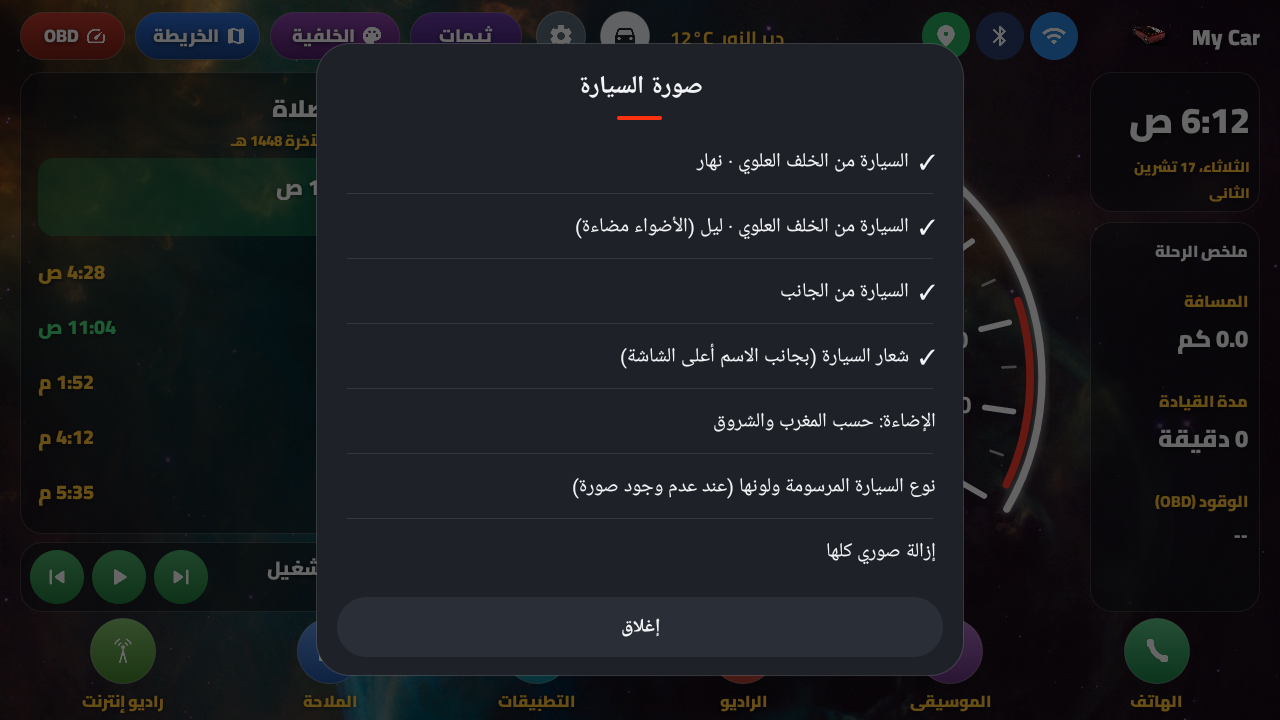 My Car
دير الزور 12°C
ثيمات
الخلفية
الخريطة
OBD
صورة السيارة
✓ السيارة من الخلف العلوي · نهار
✓ السيارة من الخلف العلوي · ليل (الأضواء مضاءة)
✓ السيارة من الجانب
✓ شعار السيارة (بجانب الاسم أعلى الشاشة)
الإضاءة: حسب المغرب والشروق
نوع السيارة المرسومة ولونها (عند عدم وجود صورة)
إزالة صوري كلها
إغلاق
6:12 ص
الثلاثاء، 17 تشرين
الثاني
ملخص الرحلة
المسافة
0.0 كم
مدة القيادة
0 دقيقة
الوقود (OBD)
--
1448 هـ
ص
4:28 ص
11:04 ص
1:52 م
4:12 م
5:35 م
الهاتف
الموسيقى
الراديو
التطبيقات
الملاحة
راديو إنترنت